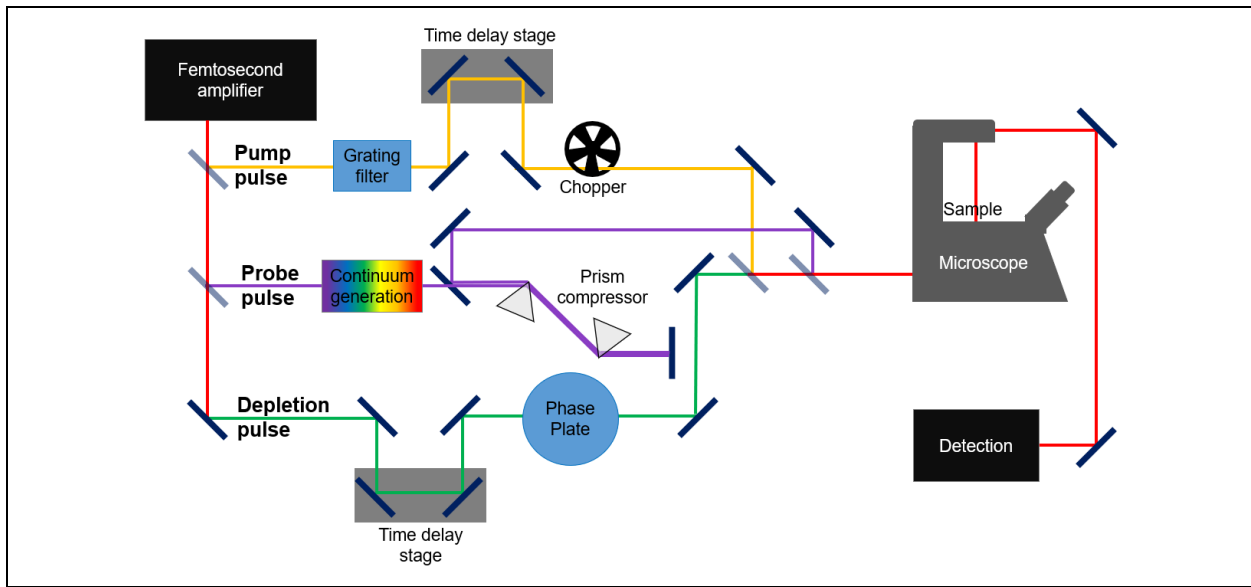 Time delay stage
Femtosecond
amplifier
Pump
pulse
Grating
filter
Chopper
Sample
Microscope
Probe
pulse
Continuum
generation
Prism
compressor
Depletion
pulse
Phase
Plate
Detection
Time delay
stage